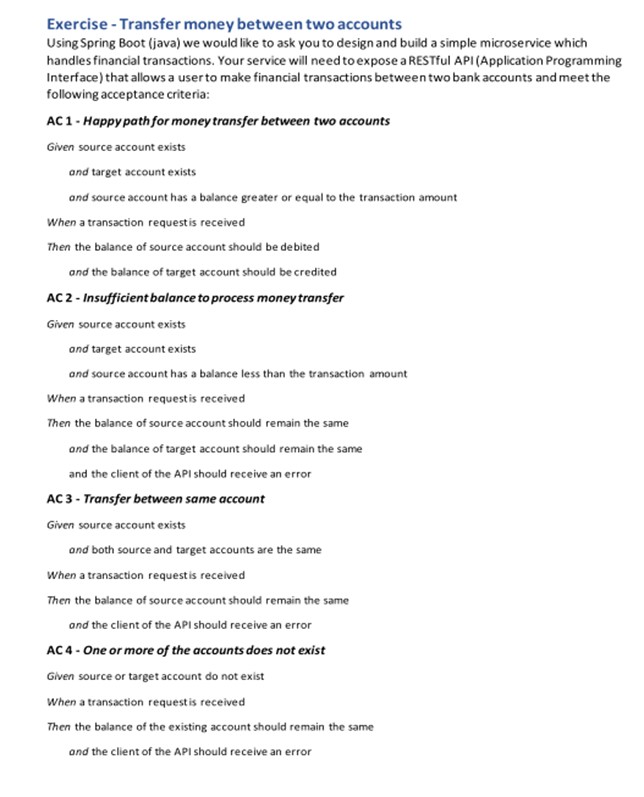 Exercise - Transfer money between two accounts
Using Spring Boot (java) we would like to ask you to design and build a simple microservice which
handles financial transactions. Your service will need to expose a RESTful API (Application Programming
Interface) that allows a user to make financial transactions between two bank accounts and meet the
following acceptance criteria:
AC 1 - Happy path for money transfer between two accounts
Given source account exists
and target account exists
and source account has a balance greater or equal to the transaction amount
When a transaction request is received
Then the balance of source account should be debited
and the balance of target account should be credited
AC 2 - Insufficient balance to process money transfer
Given source account exists
and target account exists
and source account has a balance less than the transaction amount
When a transaction request is received
Then the balance of source account should remain the same
and the balance of target account should remain the same
and the client of the API should receive an error
AC 3 - Transfer between same account
Given source account exists
and both source and target accounts are the same
When a transaction request is received
Then the balance of source account should remain the same
and the client of the API should receive an error
AC 4 - One or more of the accounts does not exist
Given source or target account do not exist
When a transaction request is received
Then the balance of the existing account should remain the same
and the client of the API should receive an error